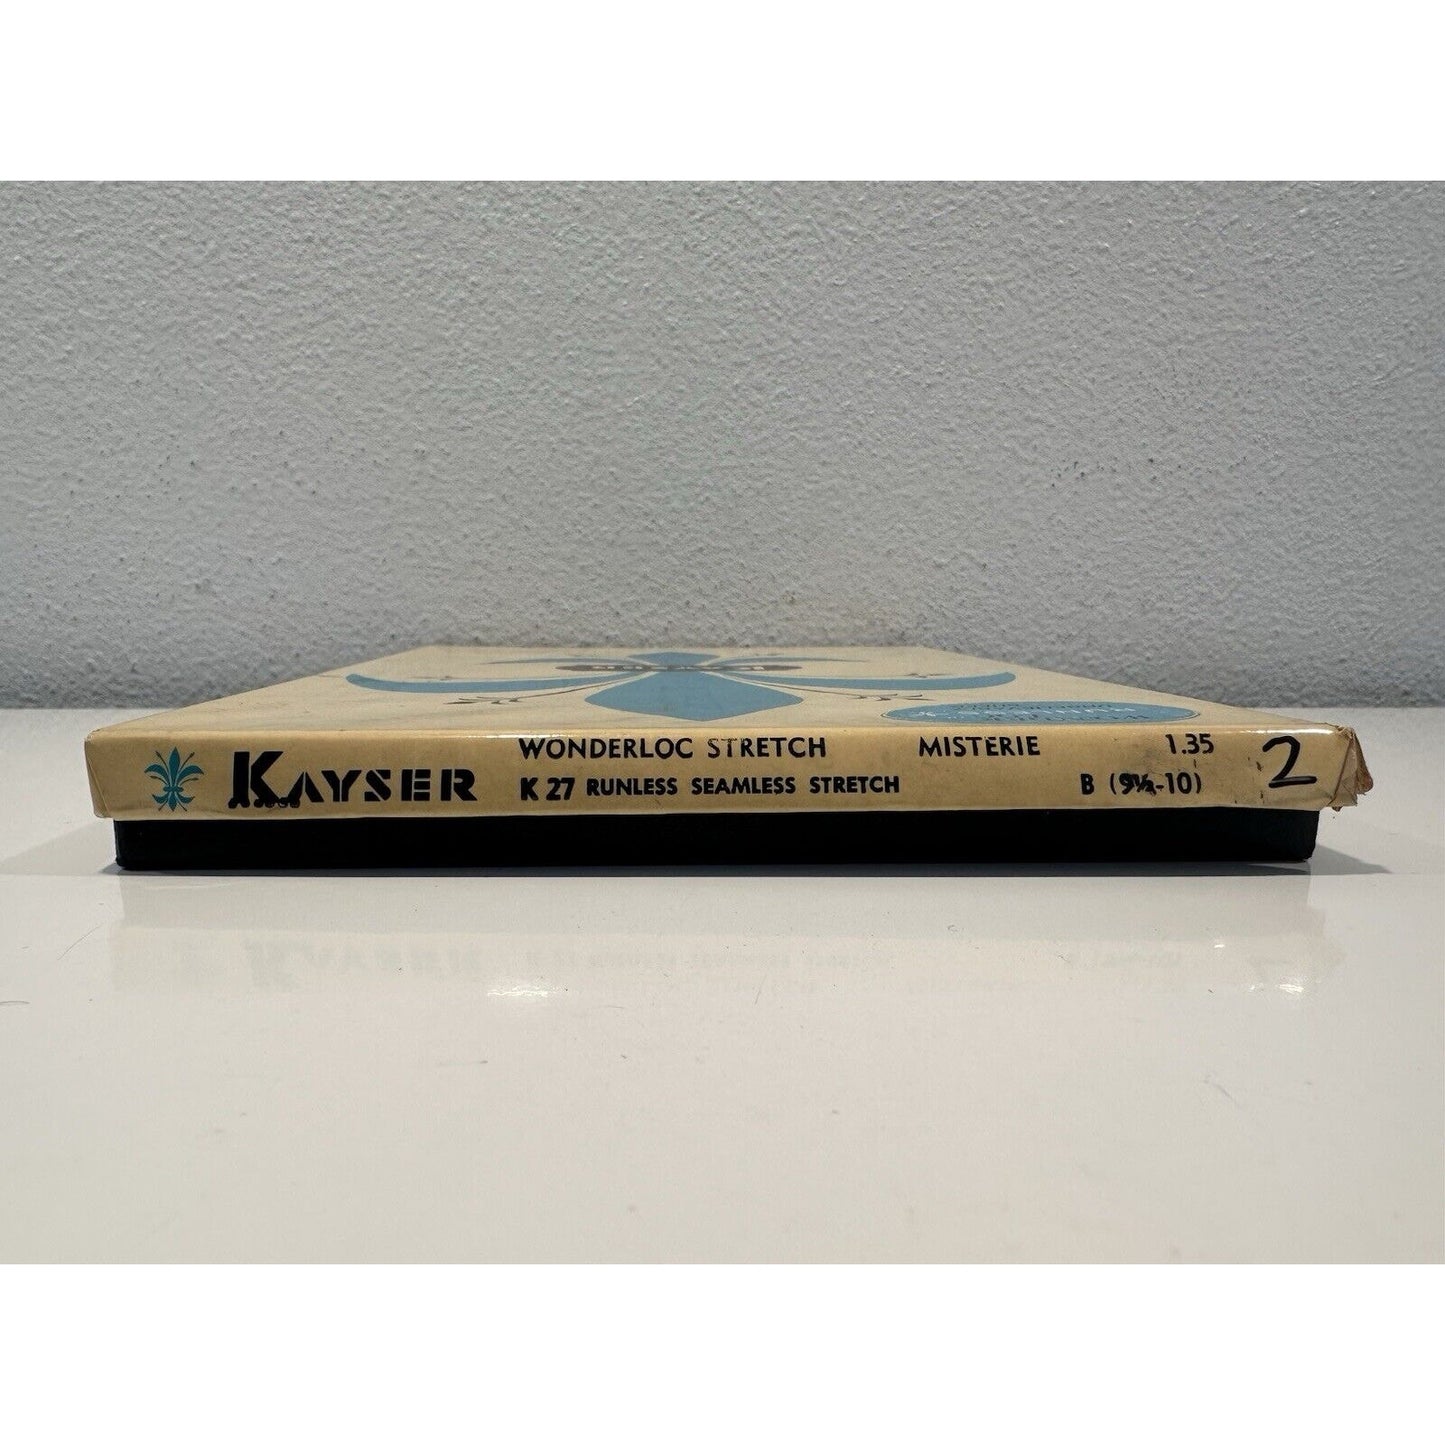 KAYSER
WONDERLOC STRETCH MISTERIE 1.35
K 27 RUNLESS SEAMLESS STRETCH B (9½-10)
2